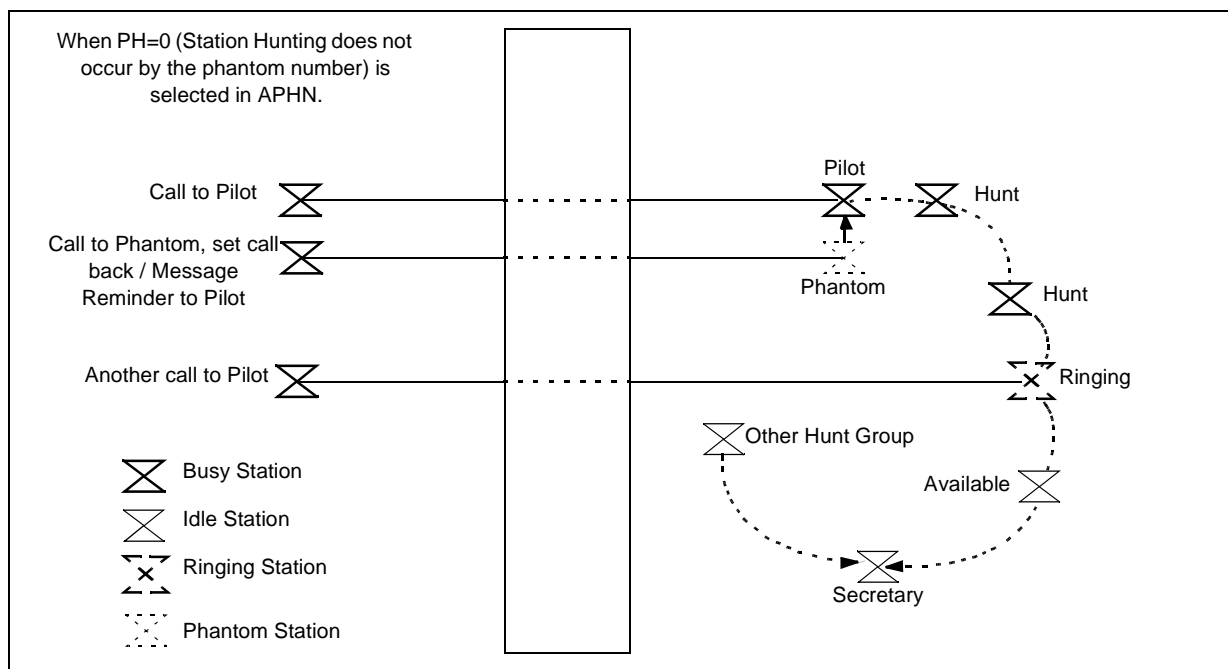 When PH=0 (Station Hunting does not
occur by the phantom number) is
selected in APHN.
Call to Pilot
Pilot
Hunt
Call to Phantom, set call
back / Message
Reminder to Pilot
Phantom
Hunt
Another call to Pilot
Ringing
Other Hunt Group
Available
Secretary
Busy Station
Idle Station
Ringing Station
Phantom Station